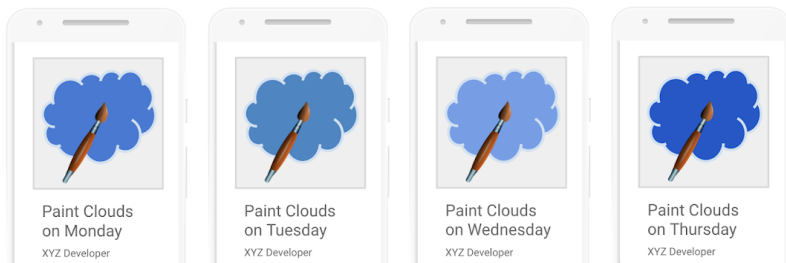 Paint Clouds
on Monday
XYZ Developer
Paint Clouds
on Tuesday
XYZ Developer
Paint Clouds
on Wednesday
XYZ Developer
Paint Clouds
on Thursday
XYZ Developer